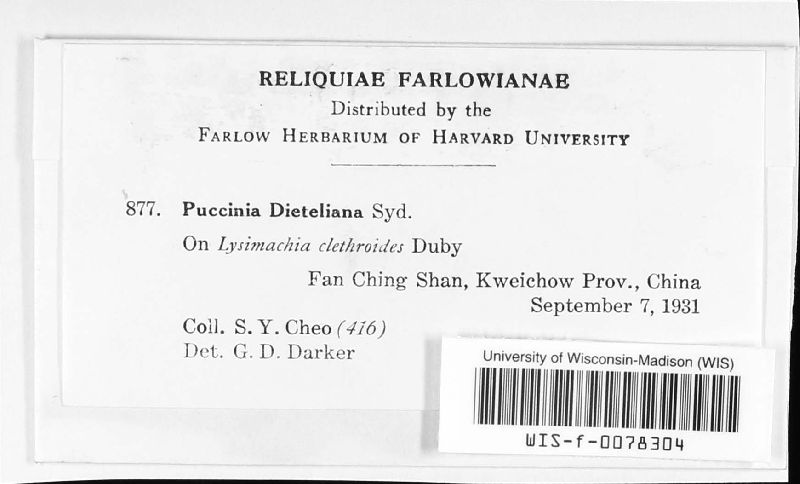 RELIQUIAE FARLOWIANAE
Distributed by the
FARLOW HERBARIUM OF HARVARD UNIVERSITY
877. Puccinia Dieteliana Syd.
On Lysimachia clethroides Duby
Fan Ching Shan, Kweichow Prov., China
September 7, 1931
Coll. S. Y. Cheo (416)
Det. G. D. Darker
University of Wisconsin-Madison (WIS)
WIS-f-0078304